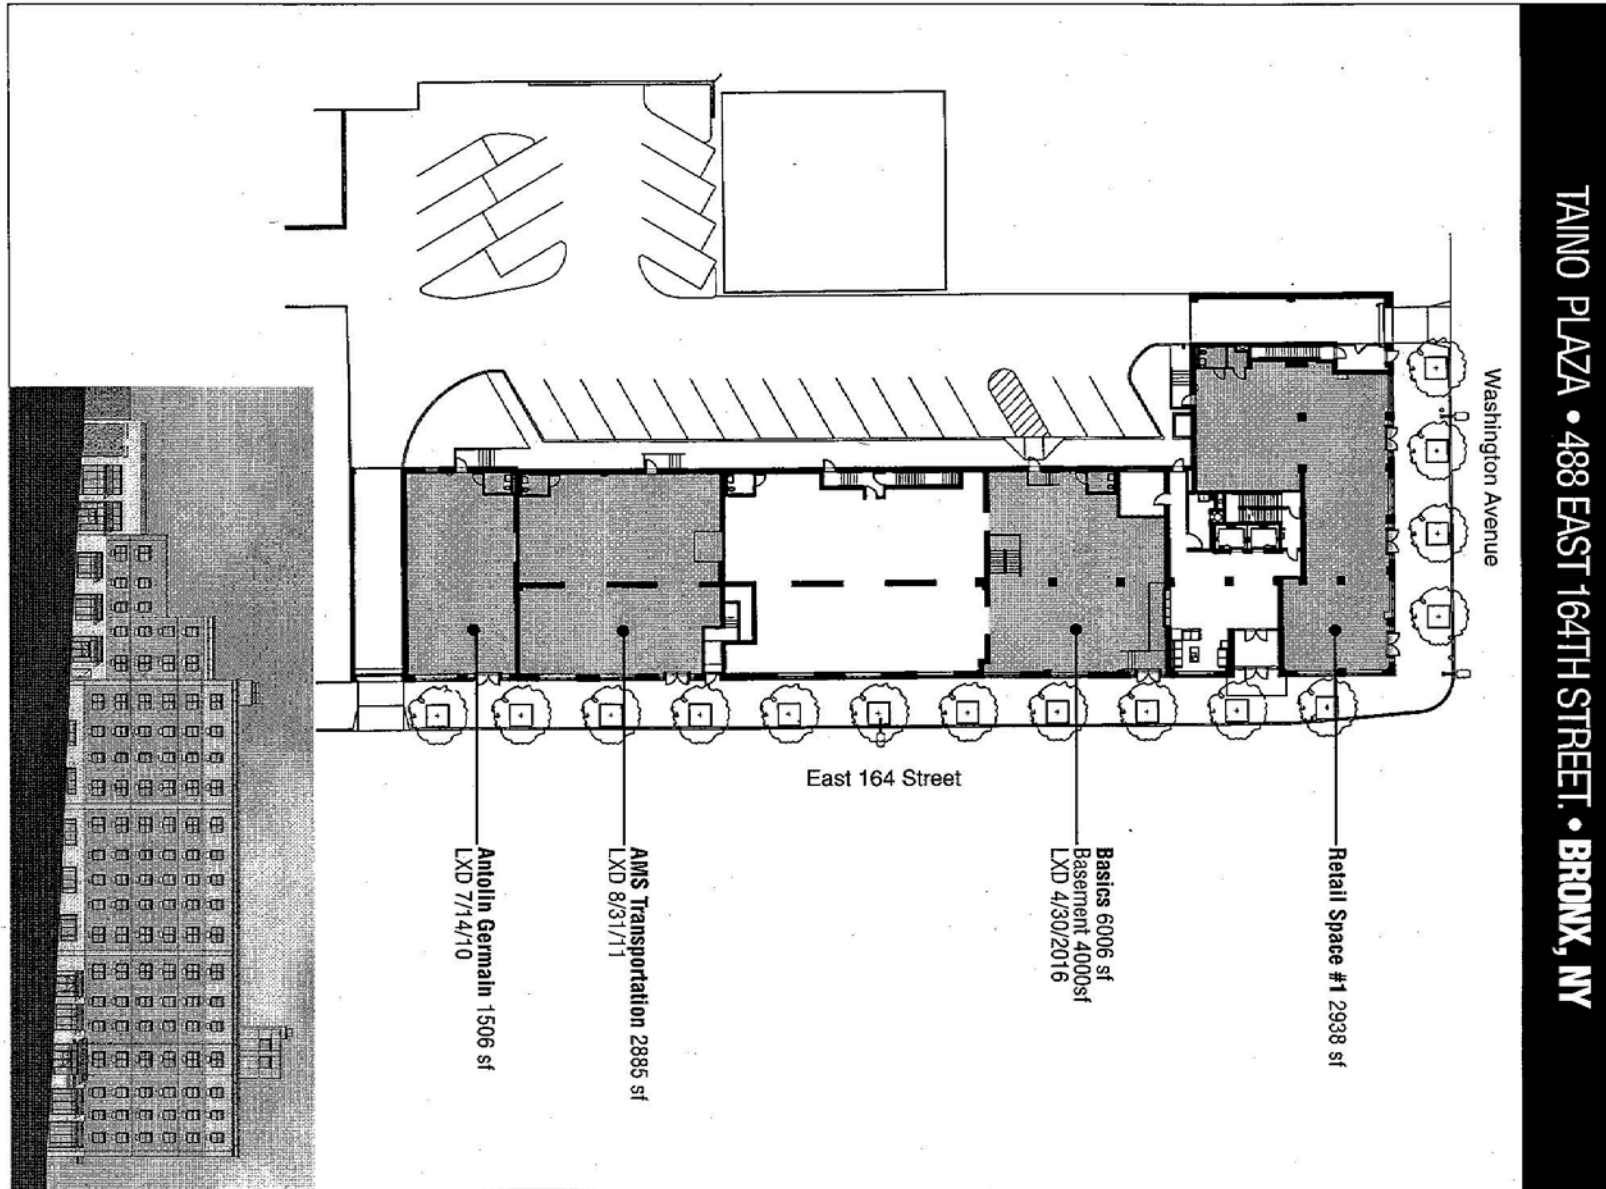 TAINO PLAZA • 488 EAST 164TH STREET. • BRONX, NY
Washington Avenue
East 164 Street
Retail Space #1 2938 sf
Basics 6006 sf
Basement 4000sf
LXD 4/30/2016
AMS Transportation 2885 sf
LXD 8/31/11
Antolin Germain 1506 sf
LXD 7/14/10